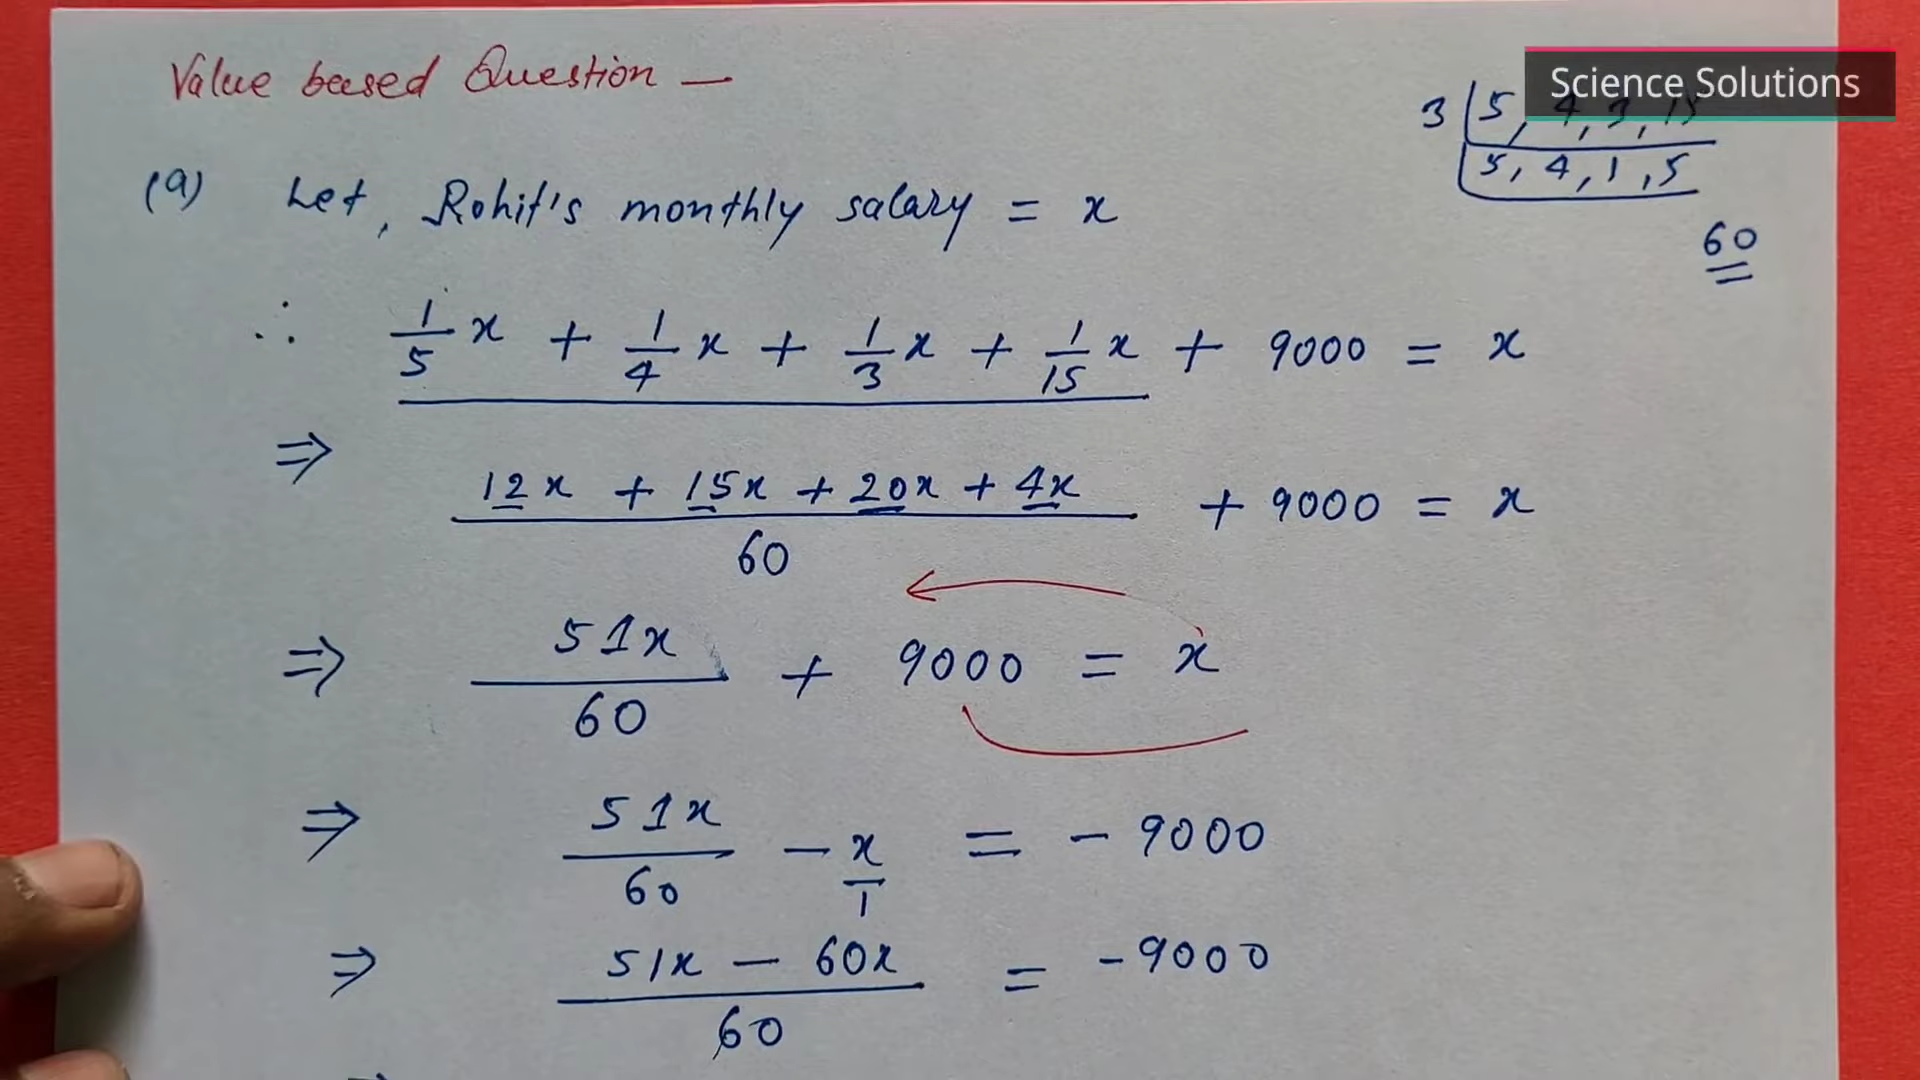 Value based Question —
Science Solutions
3 | 5, 4, 3, 15
5, 4, 1, 5
60
(a) Let, Rohit's monthly salary = x
∴ 1/5 x + 1/4 x + 1/3 x + 1/15 x + 9000 = x
⇒ (12x + 15x + 20x + 4x)/60 + 9000 = x
⇒ 51x/60 + 9000 = x
⇒ 51x/60 - x/1 = -9000
⇒ (51x - 60x)/60 = -9000